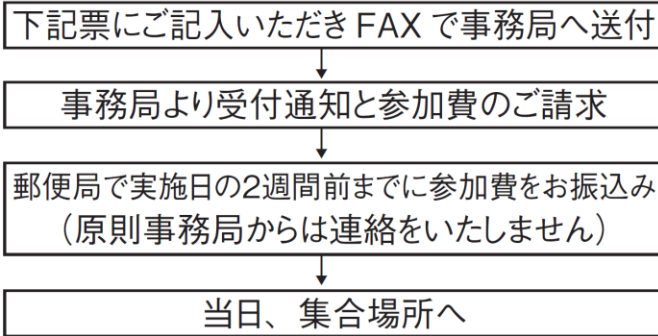 下記票にご記入いただき FAX で事務局へ送付
事務局より受付通知と参加費のご請求
郵便局で実施日の2週間前までに参加費をお振込み
（原則事務局からは連絡をいたしません）
当日、集合場所へ